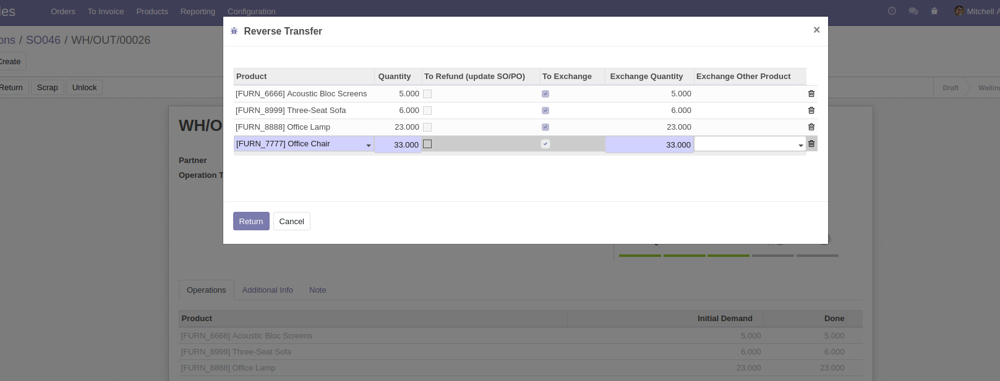 les Orders To Invoice Products Reporting Configuration Mitchell A
ons / SO046 / WH/OUT/00026
Create
Return Scrap Unlock Draft Waiting
Reverse Transfer ×
Product Quantity To Refund (update SO/PO) To Exchange Exchange Quantity Exchange Other Product
[FURN_6666] Acoustic Bloc Screens 5.000 5.000
[FURN_8999] Three-Seat Sofa 6.000 6.000
[FURN_8888] Office Lamp 23.000 23.000
[FURN_7777] Office Chair 33.000 33.000
Return Cancel
WH/O
Partner
Operation T
Operations Additional Info Note
Product Initial Demand Done
[FURN_6666] Acoustic Bloc Screens 5.000 5.000
[FURN_8999] Three-Seat Sofa 6.000 6.000
[FURN_8888] Office Lamp 23.000 23.000